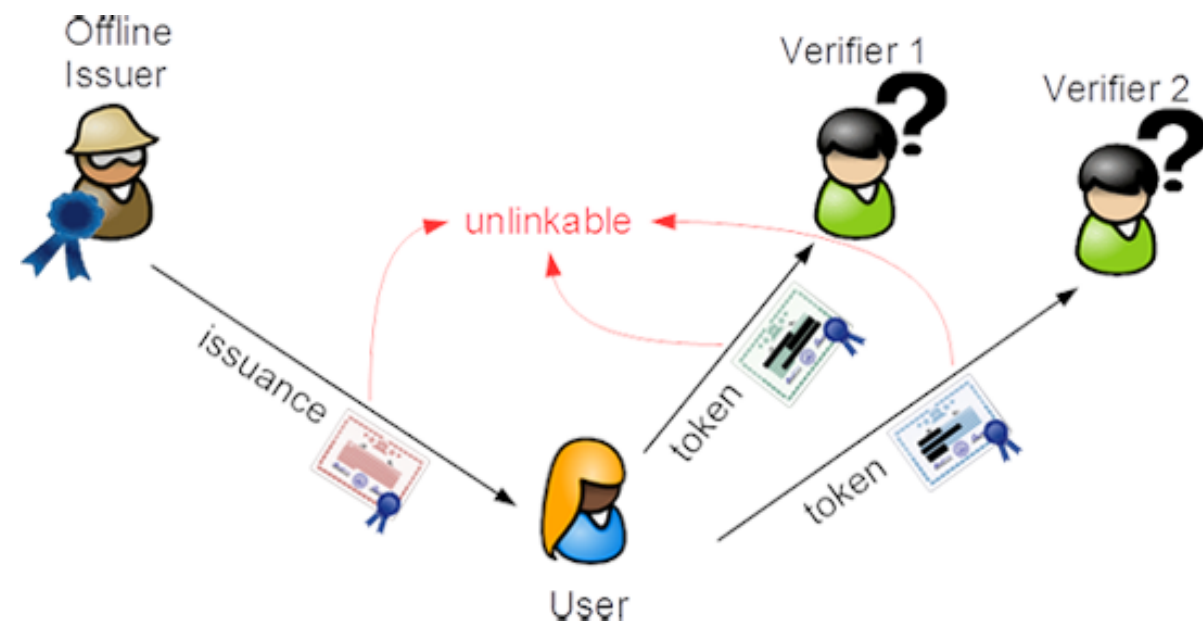 Offline
Issuer
Verifier 1
Verifier 2
?
?
unlinkable
issuance
token
token
User